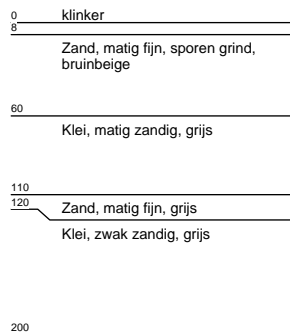 0 klinker
8
Zand, matig fijn, sporen grind,
bruinbeige
60
Klei, matig zandig, grijs
110
120 Zand, matig fijn, grijs
Klei, zwak zandig, grijs
200